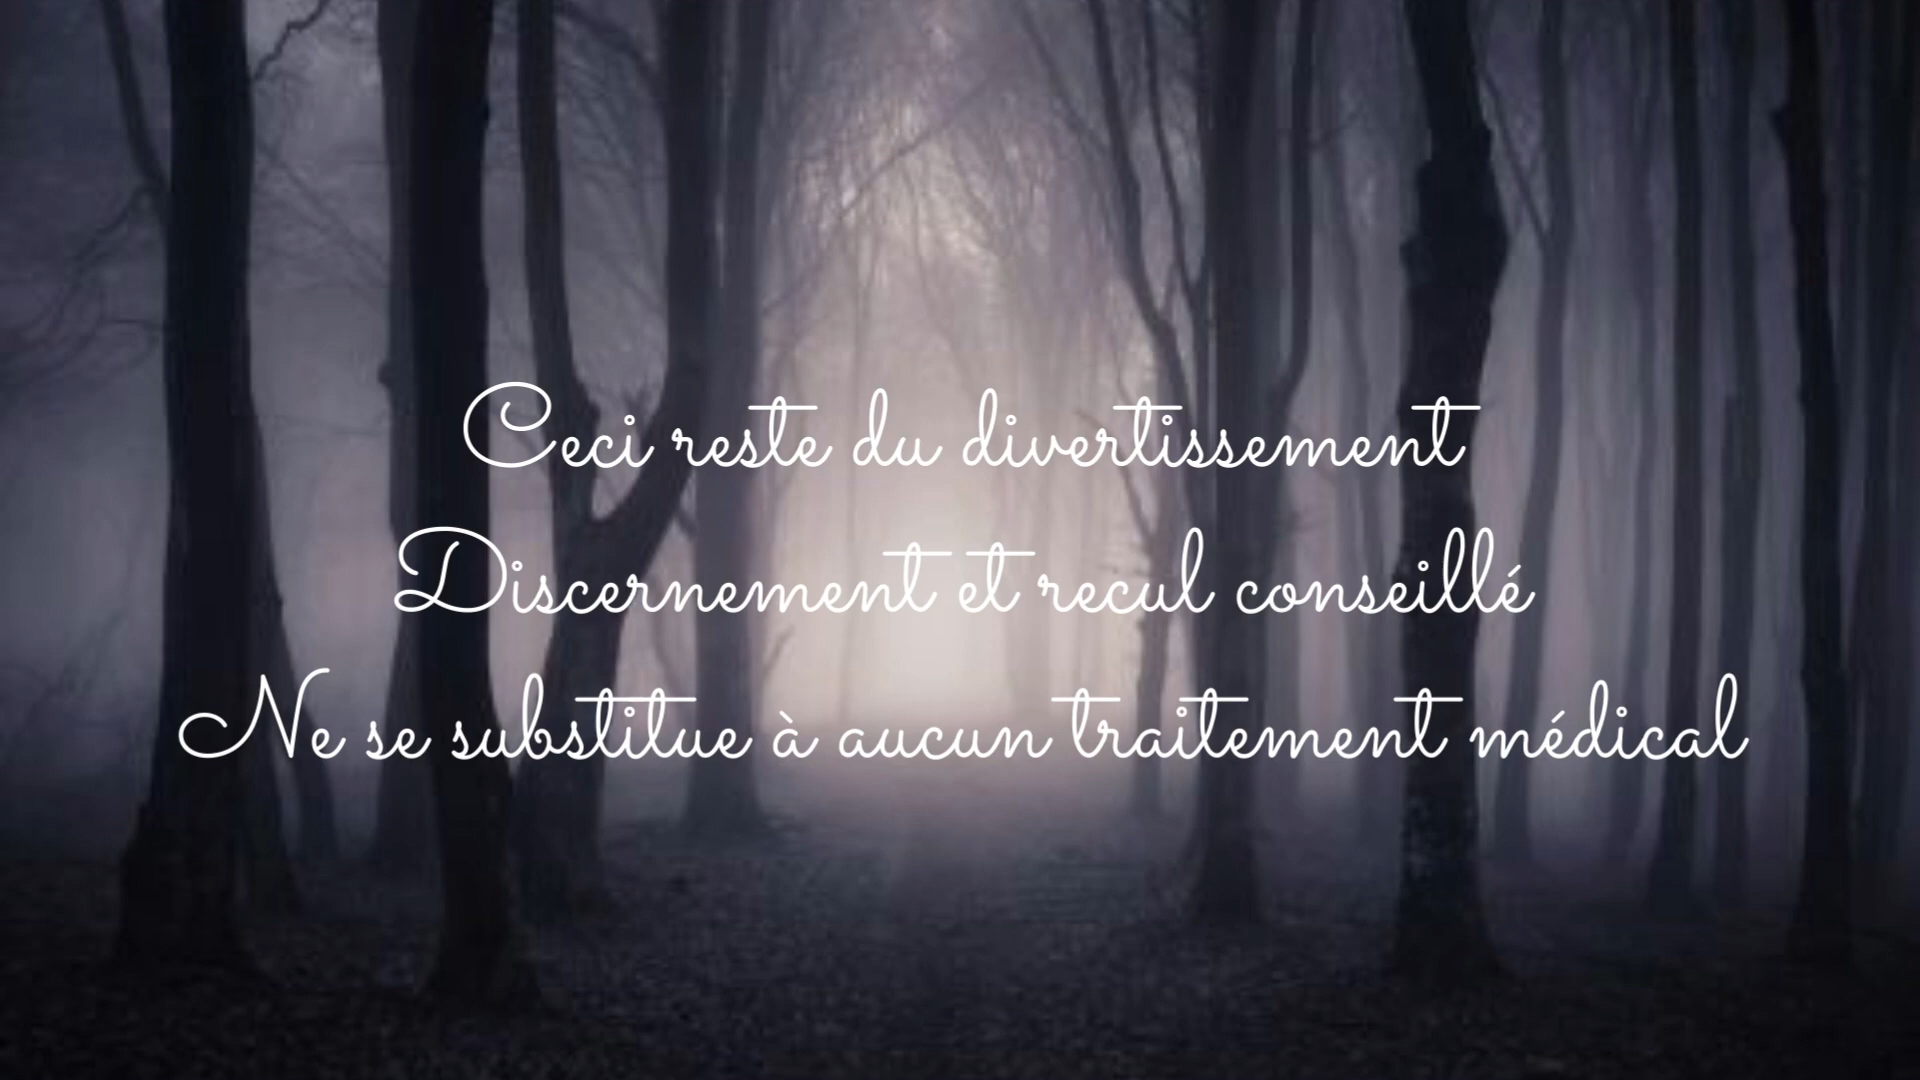 Ceci reste du divertissement
Discernement et recul conseillé
Ne se substitue à aucun traitement médical